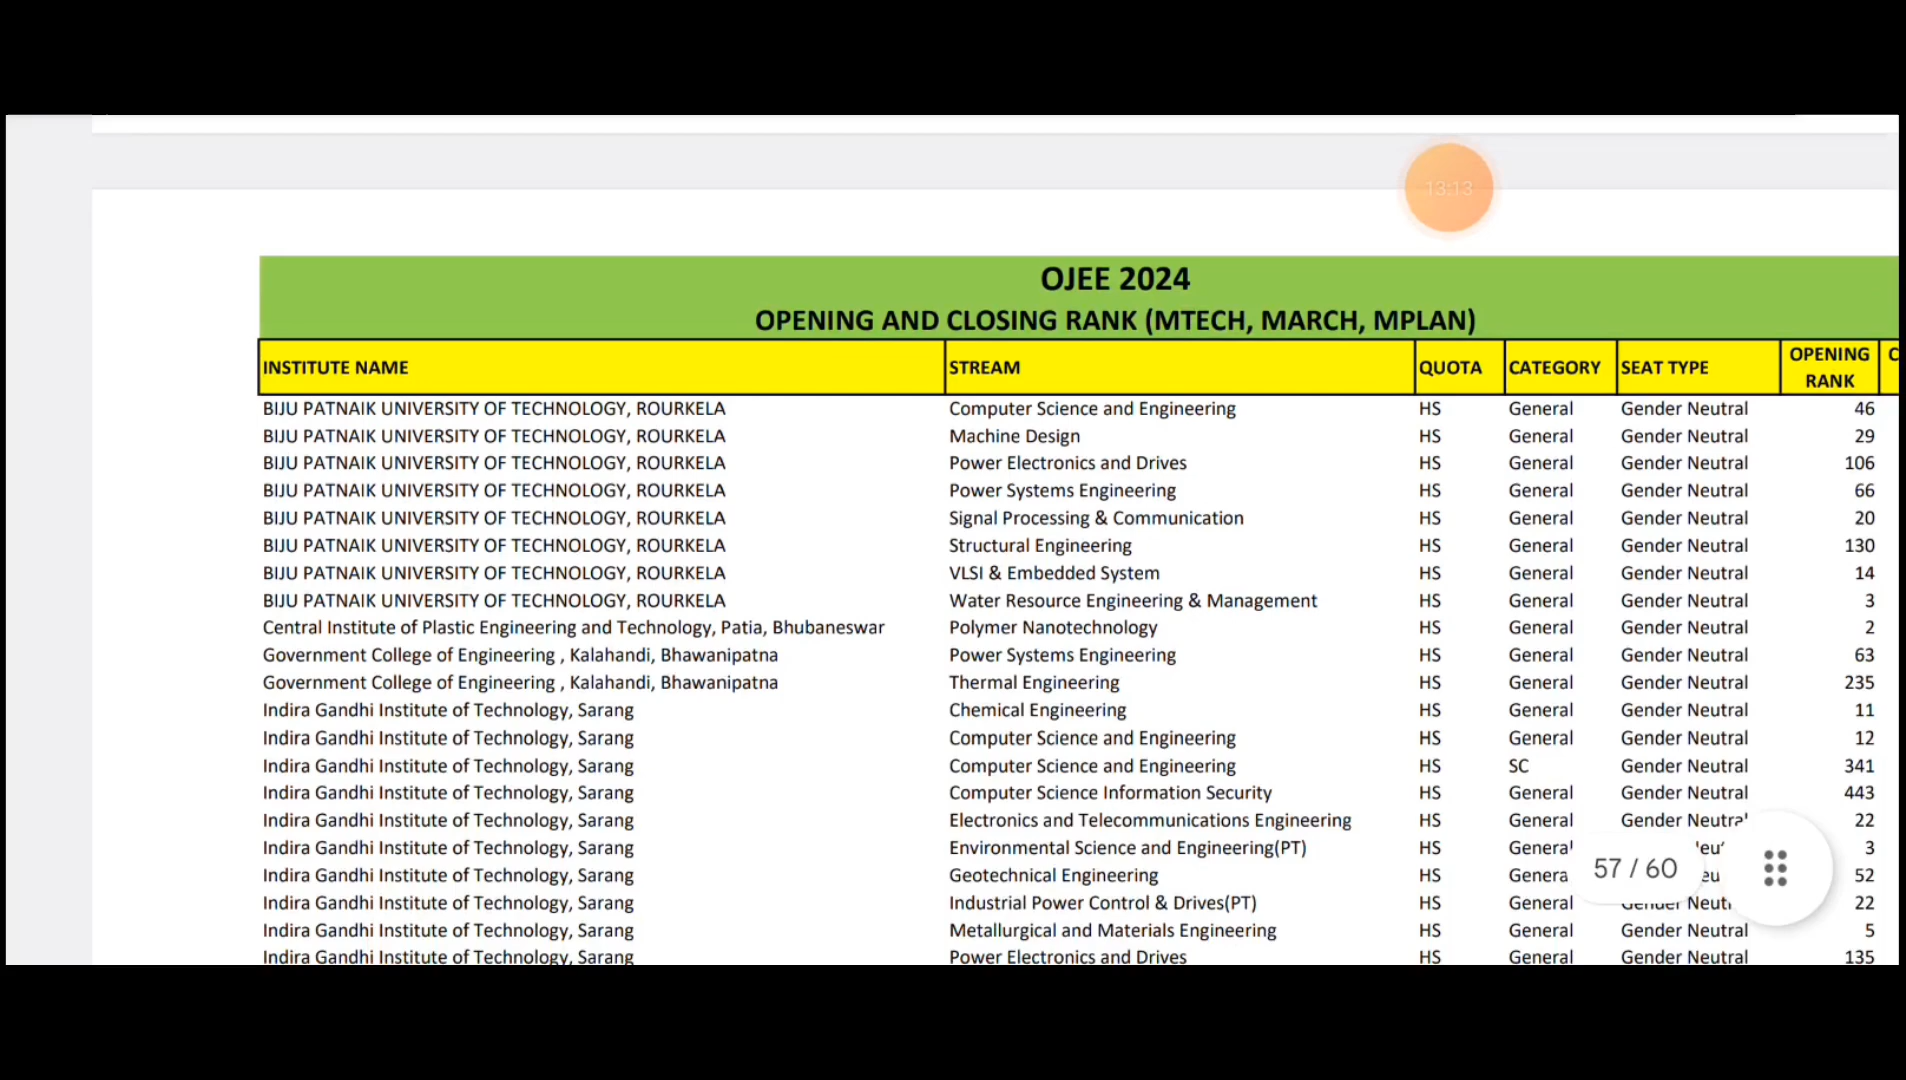 13:13
OJEE 2024
OPENING AND CLOSING RANK (MTECH, MARCH, MPLAN)
INSTITUTE NAME STREAM QUOTA CATEGORY SEAT TYPE OPENING RANK C
BIJU PATNAIK UNIVERSITY OF TECHNOLOGY, ROURKELA Computer Science and Engineering HS General Gender Neutral 46
BIJU PATNAIK UNIVERSITY OF TECHNOLOGY, ROURKELA Machine Design HS General Gender Neutral 29
BIJU PATNAIK UNIVERSITY OF TECHNOLOGY, ROURKELA Power Electronics and Drives HS General Gender Neutral 106
BIJU PATNAIK UNIVERSITY OF TECHNOLOGY, ROURKELA Power Systems Engineering HS General Gender Neutral 66
BIJU PATNAIK UNIVERSITY OF TECHNOLOGY, ROURKELA Signal Processing & Communication HS General Gender Neutral 20
BIJU PATNAIK UNIVERSITY OF TECHNOLOGY, ROURKELA Structural Engineering HS General Gender Neutral 130
BIJU PATNAIK UNIVERSITY OF TECHNOLOGY, ROURKELA VLSI & Embedded System HS General Gender Neutral 14
BIJU PATNAIK UNIVERSITY OF TECHNOLOGY, ROURKELA Water Resource Engineering & Management HS General Gender Neutral 3
Central Institute of Plastic Engineering and Technology, Patia, Bhubaneswar Polymer Nanotechnology HS General Gender Neutral 2
Government College of Engineering , Kalahandi, Bhawanipatna Power Systems Engineering HS General Gender Neutral 63
Government College of Engineering , Kalahandi, Bhawanipatna Thermal Engineering HS General Gender Neutral 235
Indira Gandhi Institute of Technology, Sarang Chemical Engineering HS General Gender Neutral 11
Indira Gandhi Institute of Technology, Sarang Computer Science and Engineering HS General Gender Neutral 12
Indira Gandhi Institute of Technology, Sarang Computer Science and Engineering HS SC Gender Neutral 341
Indira Gandhi Institute of Technology, Sarang Computer Science Information Security HS General Gender Neutral 443
Indira Gandhi Institute of Technology, Sarang Electronics and Telecommunications Engineering HS General Gender Neutral 22
Indira Gandhi Institute of Technology, Sarang Environmental Science and Engineering(PT) HS General 3
Indira Gandhi Institute of Technology, Sarang Geotechnical Engineering HS General 52
57 / 60
Indira Gandhi Institute of Technology, Sarang Industrial Power Control & Drives(PT) HS General Gender Neutral 22
Indira Gandhi Institute of Technology, Sarang Metallurgical and Materials Engineering HS General Gender Neutral 5
Indira Gandhi Institute of Technology, Sarang Power Electronics and Drives HS General Gender Neutral 135